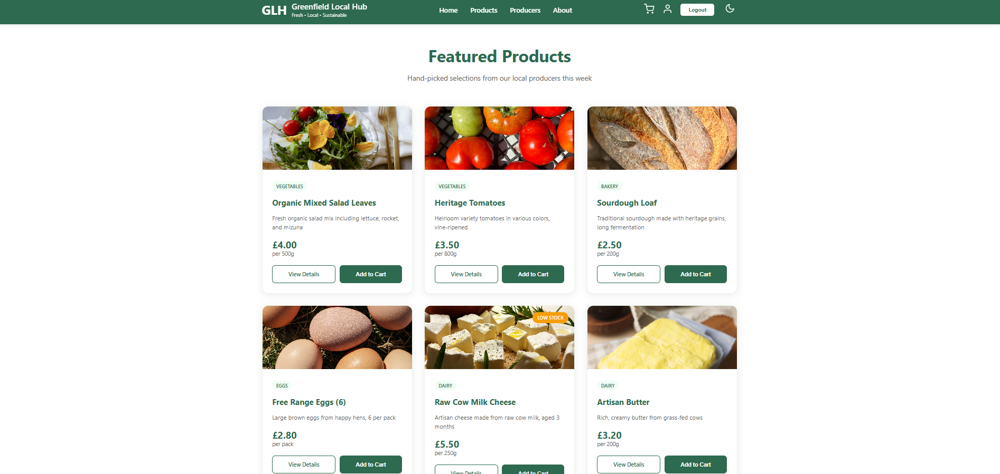 GLH
Greenfield Local Hub
Fresh • Local • Sustainable
Home
Products
Producers
About
Logout
Featured Products
Hand-picked selections from our local producers this week
VEGETABLES
Organic Mixed Salad Leaves
Fresh organic salad mix including lettuce, rocket,
and mizuna
£4.00
per 500g
View Details
Add to Cart
VEGETABLES
Heritage Tomatoes
Heirloom variety tomatoes in various colors,
vine-ripened
£3.50
per 800g
View Details
Add to Cart
BAKERY
Sourdough Loaf
Traditional sourdough made with heritage grains,
long fermentation
£2.50
per 200g
View Details
Add to Cart
EGGS
Free Range Eggs (6)
Large brown eggs from happy hens, 6 per pack
£2.80
per pack
View Details
Add to Cart
LOW STOCK
DAIRY
Raw Cow Milk Cheese
Artisan cheese made from raw cow milk, aged 3
months
£5.50
per 250g
View Details
Add to Cart
DAIRY
Artisan Butter
Rich, creamy butter from grass-fed cows
£3.20
per 200g
View Details
Add to Cart